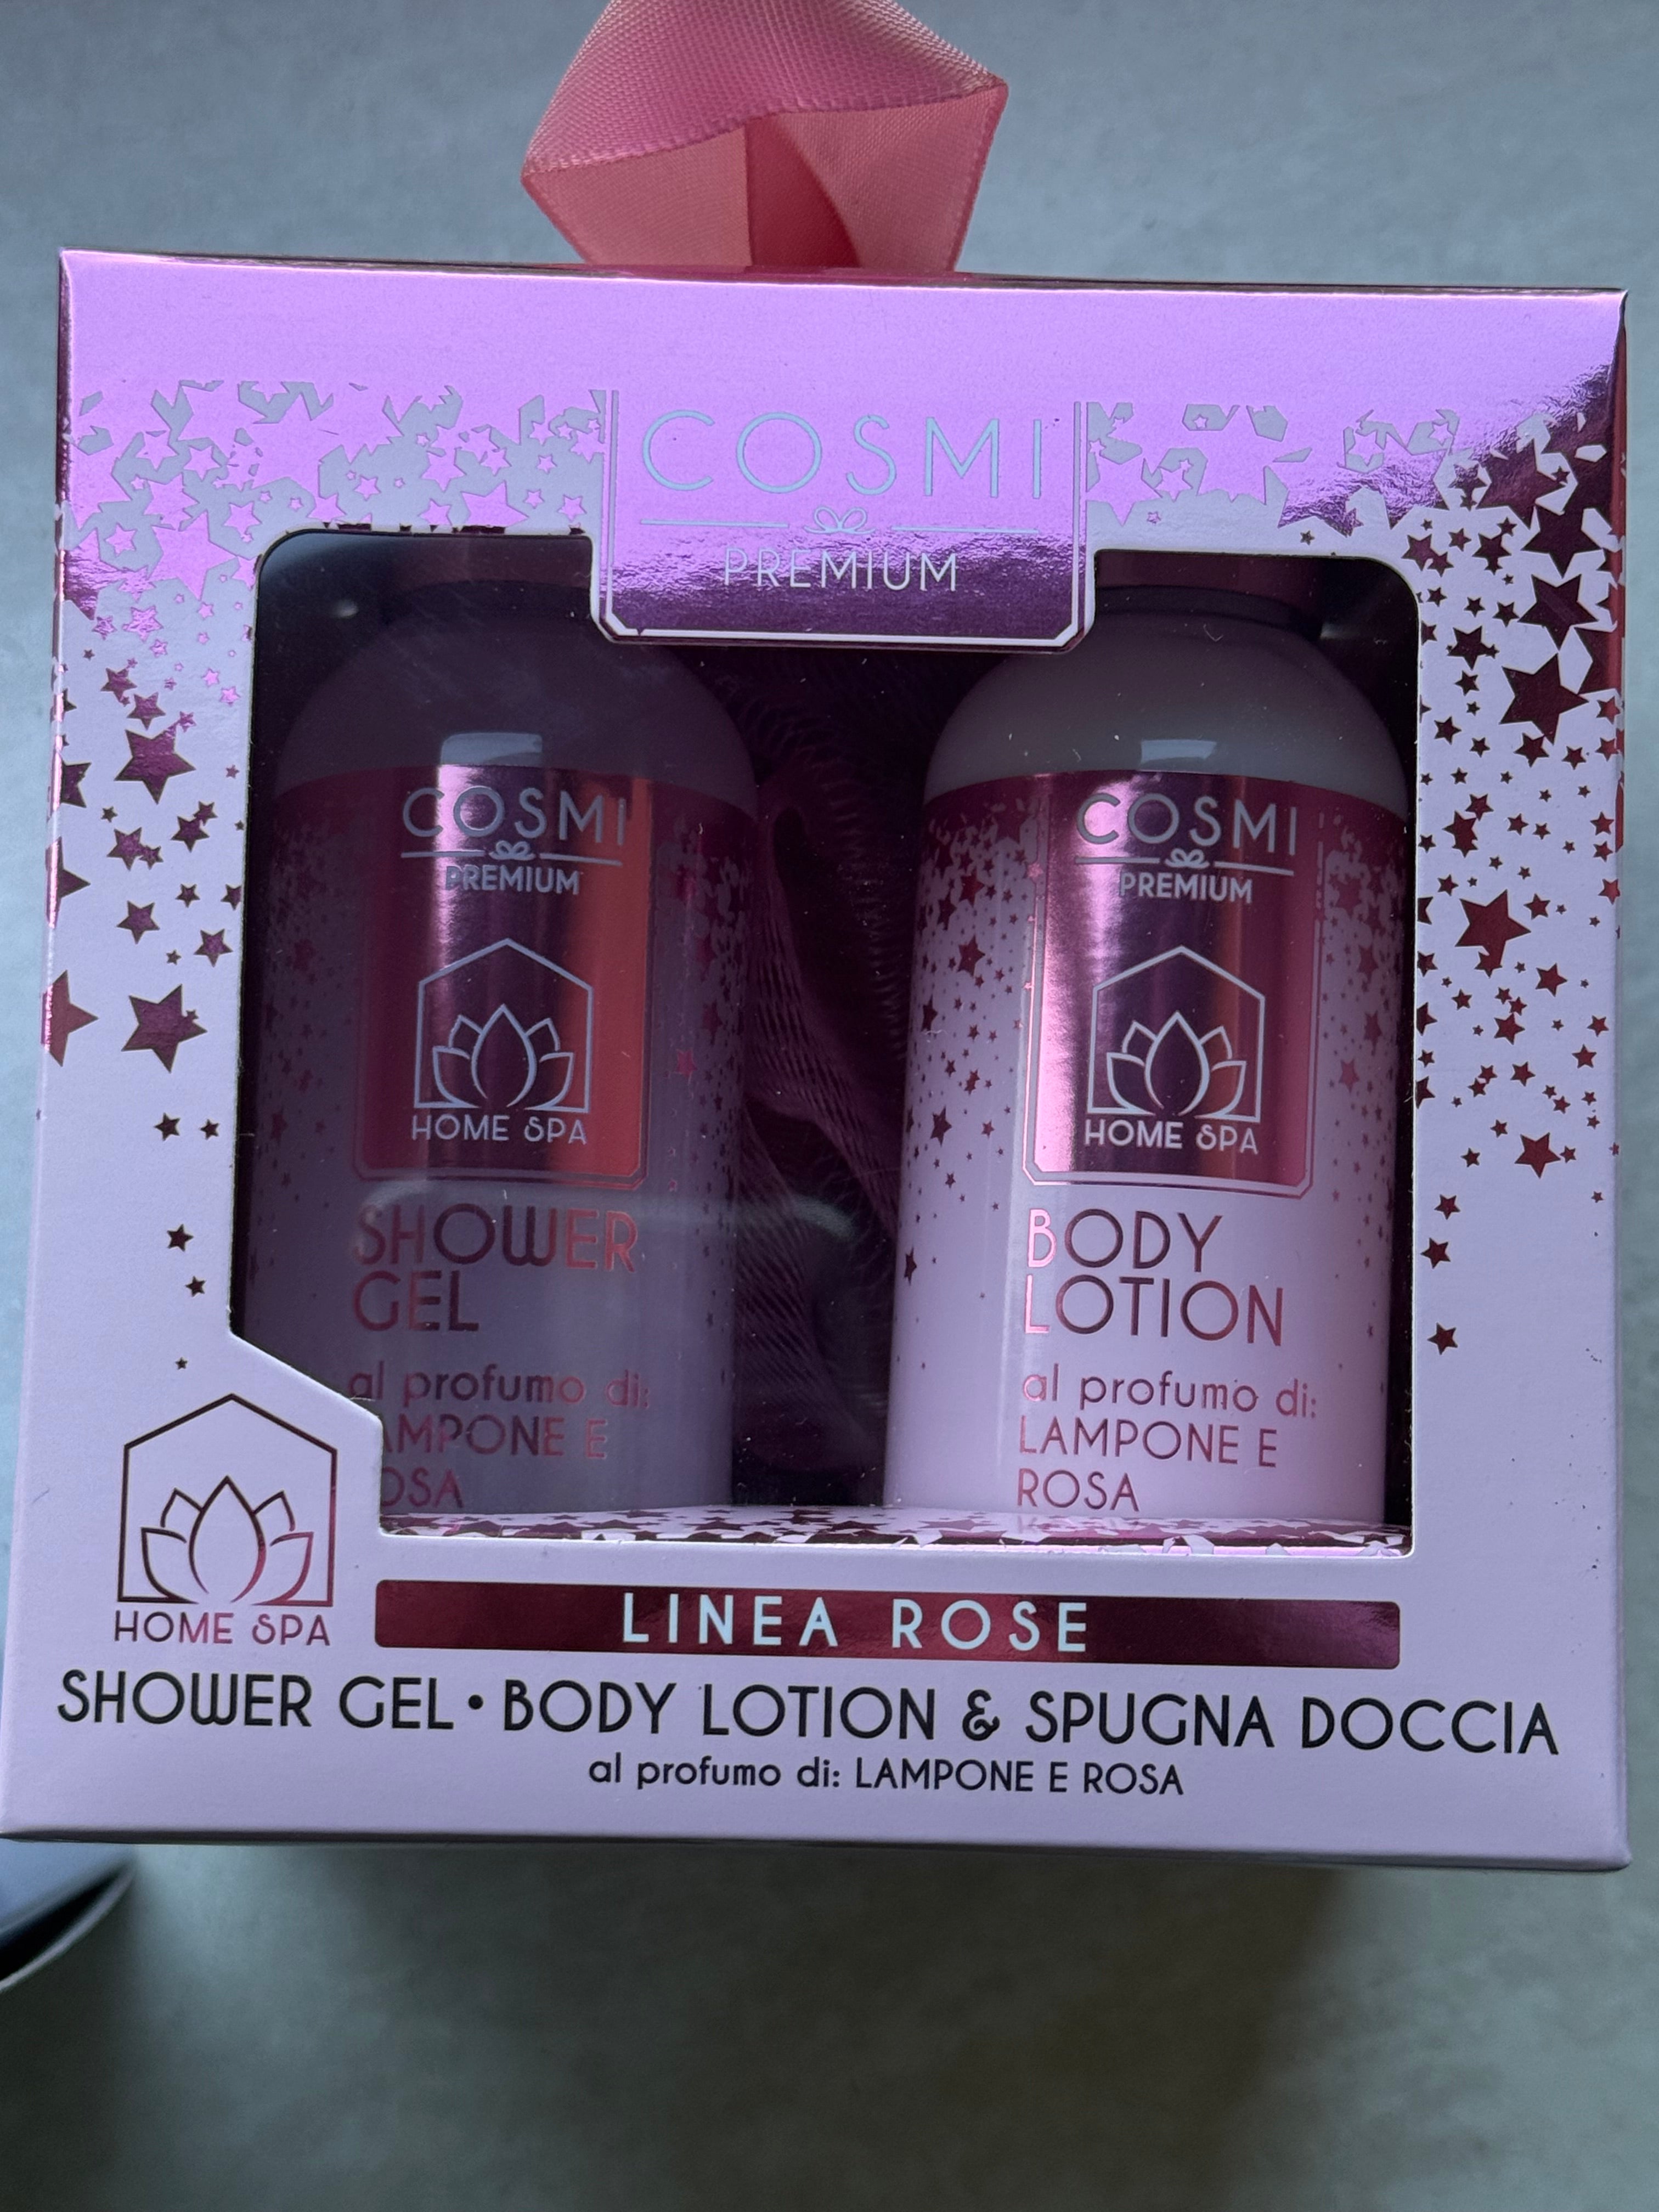 COSMI
PREMIUM
COSMI
PREMIUM
HOME SPA
SHOWER
GEL
al profumo di:
AMPONE E
OSA
COSMI
PREMIUM
HOME SPA
BODY
LOTION
al profumo di:
LAMPONE E
ROSA
HOME SPA
LINEA ROSE
SHOWER GEL • BODY LOTION & SPUGNA DOCCIA
al profumo di: LAMPONE E ROSA